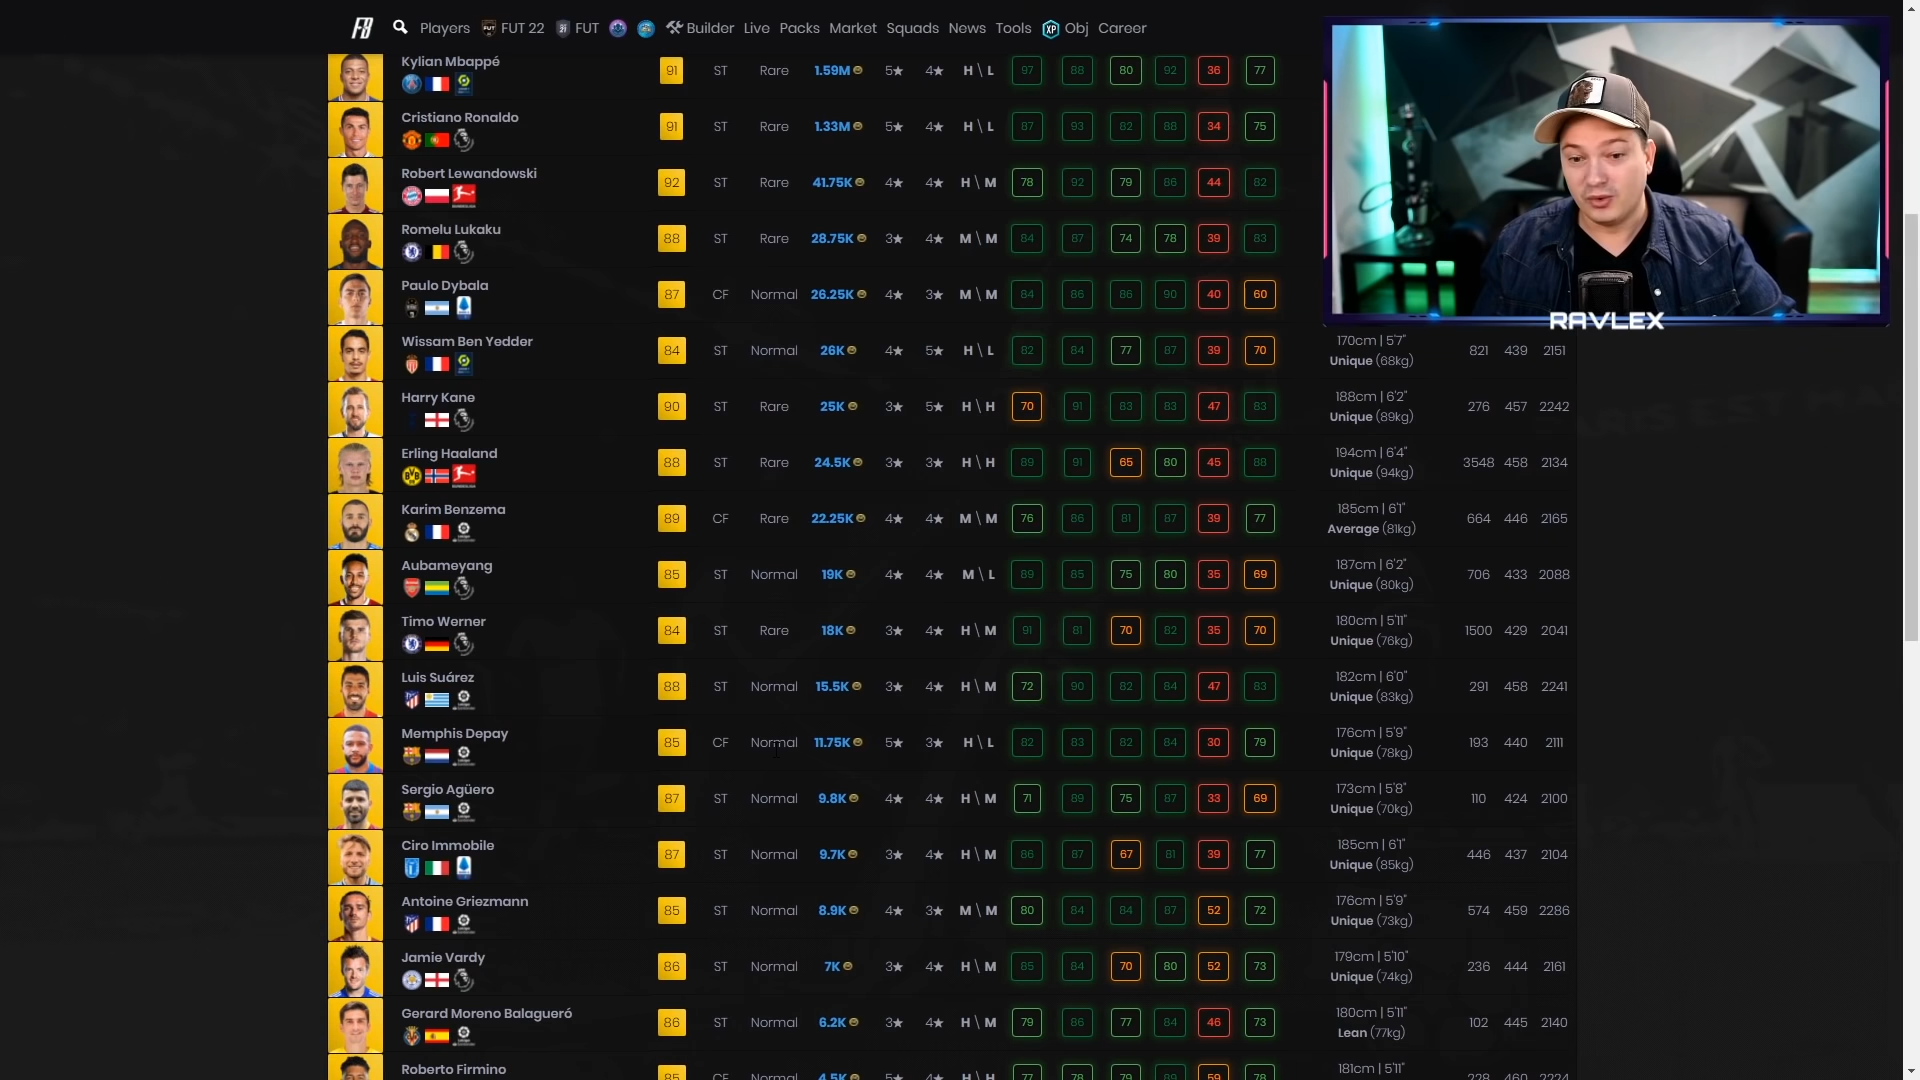 FB Players FUT 22 FUT Builder Live Packs Market Squads News Tools XP Obj Career
Kylian Mbappé 91 ST Rare 1.59M 5★ 4★ H \ L 97 88 80 92 36 77
Cristiano Ronaldo 91 ST Rare 1.33M 5★ 4★ H \ L 87 93 82 88 34 75
Robert Lewandowski 92 ST Rare 41.75K 4★ 4★ H \ M 78 92 79 86 44 82
Romelu Lukaku 88 ST Rare 28.75K 3★ 4★ M \ M 84 87 74 78 39 83
Paulo Dybala 87 CF Normal 26.25K 4★ 3★ M \ M 84 86 86 90 40 60
RAVLEX
Wissam Ben Yedder 84 ST Normal 26K 4★ 5★ H \ L 82 84 77 87 39 70 170cm | 5'7" 821 439 2151
Unique (68kg)
Harry Kane 90 ST Rare 25K 3★ 5★ H \ H 70 91 83 83 47 83 188cm | 6'2" 276 457 2242
Unique (89kg)
Erling Haaland 88 ST Rare 24.5K 3★ 3★ H \ H 89 91 65 80 45 88 194cm | 6'4" 3548 458 2134
Unique (94kg)
Karim Benzema 89 CF Rare 22.25K 4★ 4★ M \ M 76 86 81 87 39 77 185cm | 6'1" 664 446 2165
Average (81kg)
Aubameyang 85 ST Normal 19K 4★ 4★ M \ L 89 85 75 80 35 69 187cm | 6'2" 706 433 2088
Unique (80kg)
Timo Werner 84 ST Rare 18K 3★ 4★ H \ M 91 81 70 82 35 70 180cm | 5'11" 1500 429 2041
Unique (76kg)
Luis Suárez 88 ST Normal 15.5K 3★ 4★ H \ M 72 90 82 84 47 83 182cm | 6'0" 291 458 2241
Unique (83kg)
Memphis Depay 85 CF Normal 11.75K 5★ 3★ H \ L 82 83 82 84 30 79 176cm | 5'9" 193 440 2111
Unique (78kg)
Sergio Agüero 87 ST Normal 9.8K 4★ 4★ H \ M 71 89 75 87 33 69 173cm | 5'8" 110 424 2100
Unique (70kg)
Ciro Immobile 87 ST Normal 9.7K 3★ 4★ H \ M 86 87 67 81 39 77 185cm | 6'1" 446 437 2104
Unique (85kg)
Antoine Griezmann 85 ST Normal 8.9K 4★ 3★ M \ M 80 84 84 87 52 72 176cm | 5'9" 574 459 2286
Unique (73kg)
Jamie Vardy 86 ST Normal 7K 3★ 4★ H \ M 85 84 70 80 52 73 179cm | 5'10" 236 444 2161
Unique (74kg)
Gerard Moreno Balagueró 86 ST Normal 6.2K 3★ 4★ H \ M 79 86 77 84 46 73 180cm | 5'11" 102 445 2140
Lean (77kg)
Roberto Firmino 85 CF Normal 4.5K 5★ 4★ H \ H 77 78 79 89 59 78 181cm | 5'11" 228 460 2224